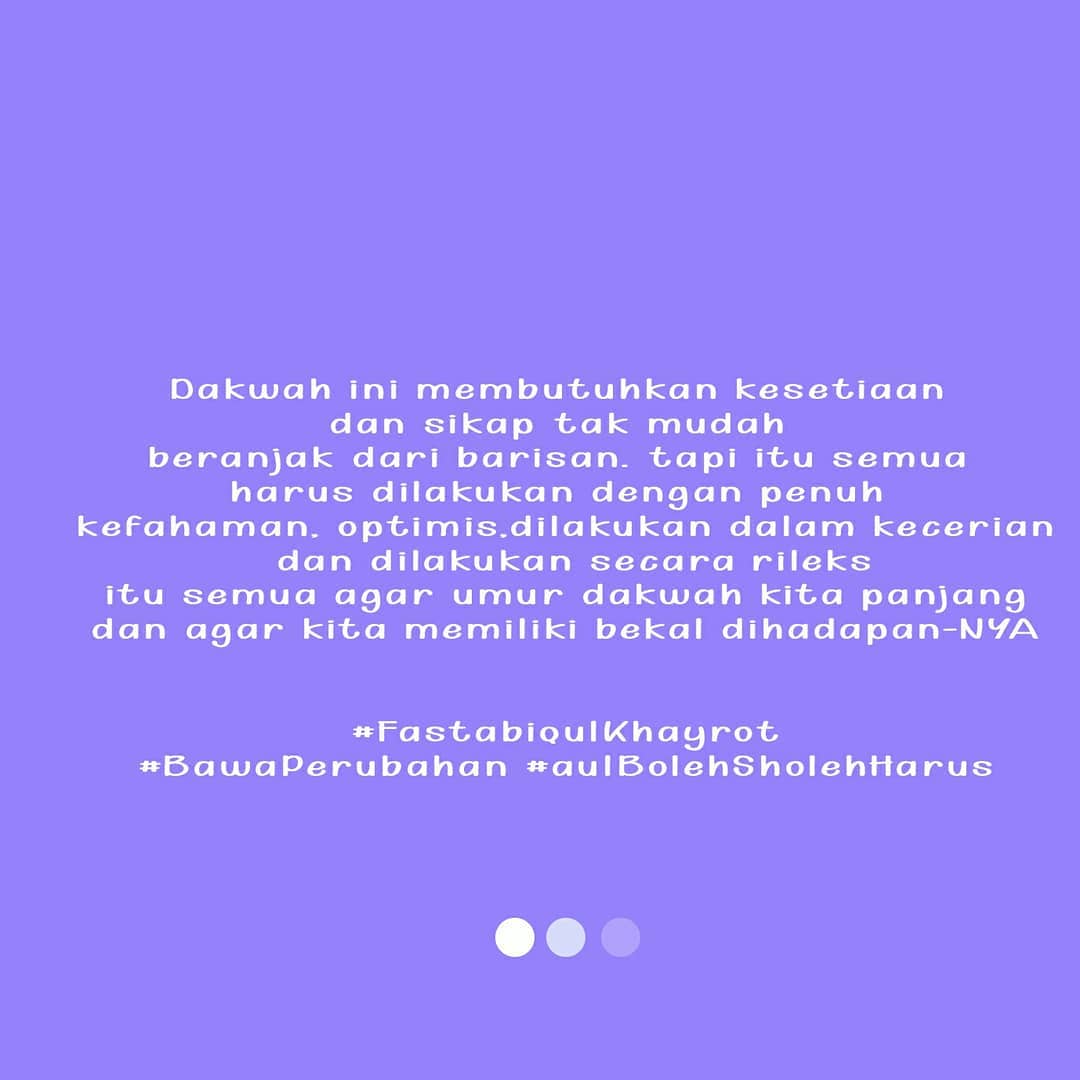 Dakwah ini membutuhkan kesetiaan
dan sikap tak mudah
beranjak dari barisan. tapi itu semua
harus dilakukan dengan penuh
kefahaman, optimis,dilakukan dalam kecerian
dan dilakukan secara rileks
itu semua agar umur dakwah kita panjang
dan agar kita memiliki bekal dihadapan-NYA
#FastabiqulKhayrot
#BawaPerubahan #aulBolehSholehHarus